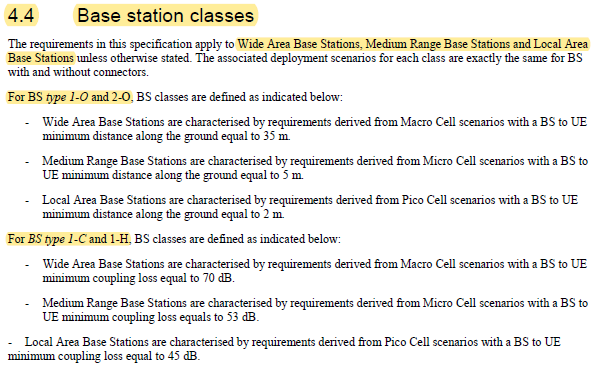 4.4 Base station classes
The requirements in this specification apply to Wide Area Base Stations, Medium Range Base Stations and Local Area
Base Stations unless otherwise stated. The associated deployment scenarios for each class are exactly the same for BS
with and without connectors.
For BS type 1-O and 2-O, BS classes are defined as indicated below:
- Wide Area Base Stations are characterised by requirements derived from Macro Cell scenarios with a BS to UE
minimum distance along the ground equal to 35 m.
- Medium Range Base Stations are characterised by requirements derived from Micro Cell scenarios with a BS to
UE minimum distance along the ground equal to 5 m.
- Local Area Base Stations are characterised by requirements derived from Pico Cell scenarios with a BS to UE
minimum distance along the ground equal to 2 m.
For BS type 1-C and 1-H, BS classes are defined as indicated below:
- Wide Area Base Stations are characterised by requirements derived from Macro Cell scenarios with a BS to UE
minimum coupling loss equal to 70 dB.
- Medium Range Base Stations are characterised by requirements derived from Micro Cell scenarios with a BS to
UE minimum coupling loss equals to 53 dB.
- Local Area Base Stations are characterised by requirements derived from Pico Cell scenarios with a BS to UE
minimum coupling loss equal to 45 dB.